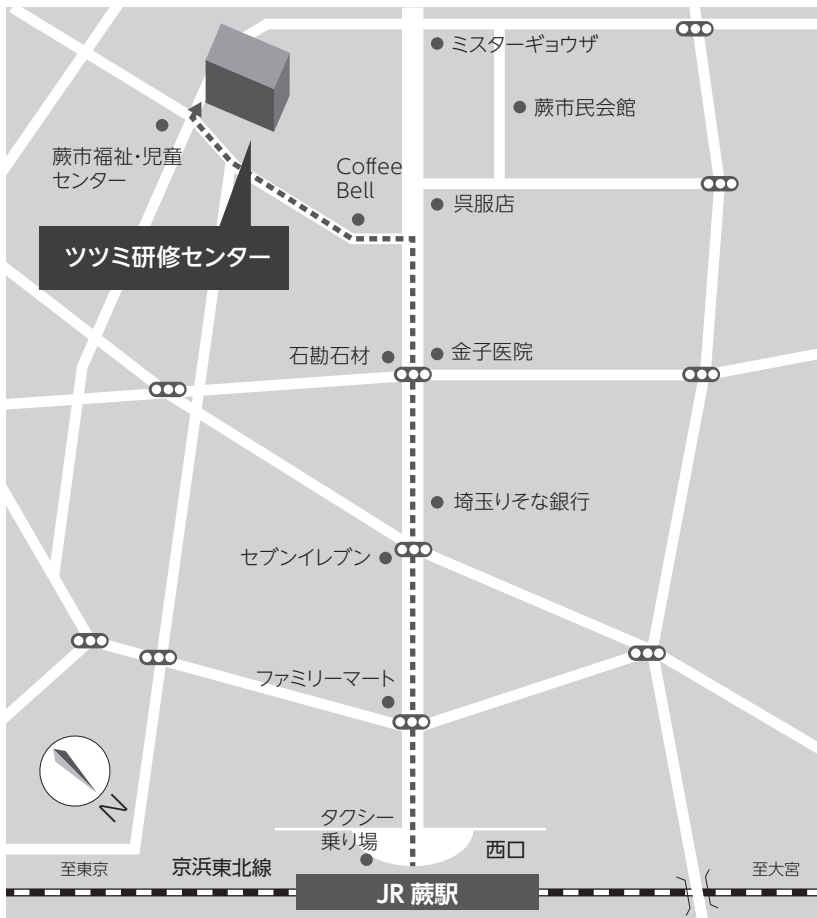 ミスターギョウザ
蕨市民会館
蕨市福祉・児童
センター
Coffee
Bell
呉服店
ツツミ研修センター
石勘石材
金子医院
埼玉りそな銀行
セブンイレブン
ファミリーマート
N
タクシー
乗り場
西口
至東京
京浜東北線
至大宮
JR 蕨駅